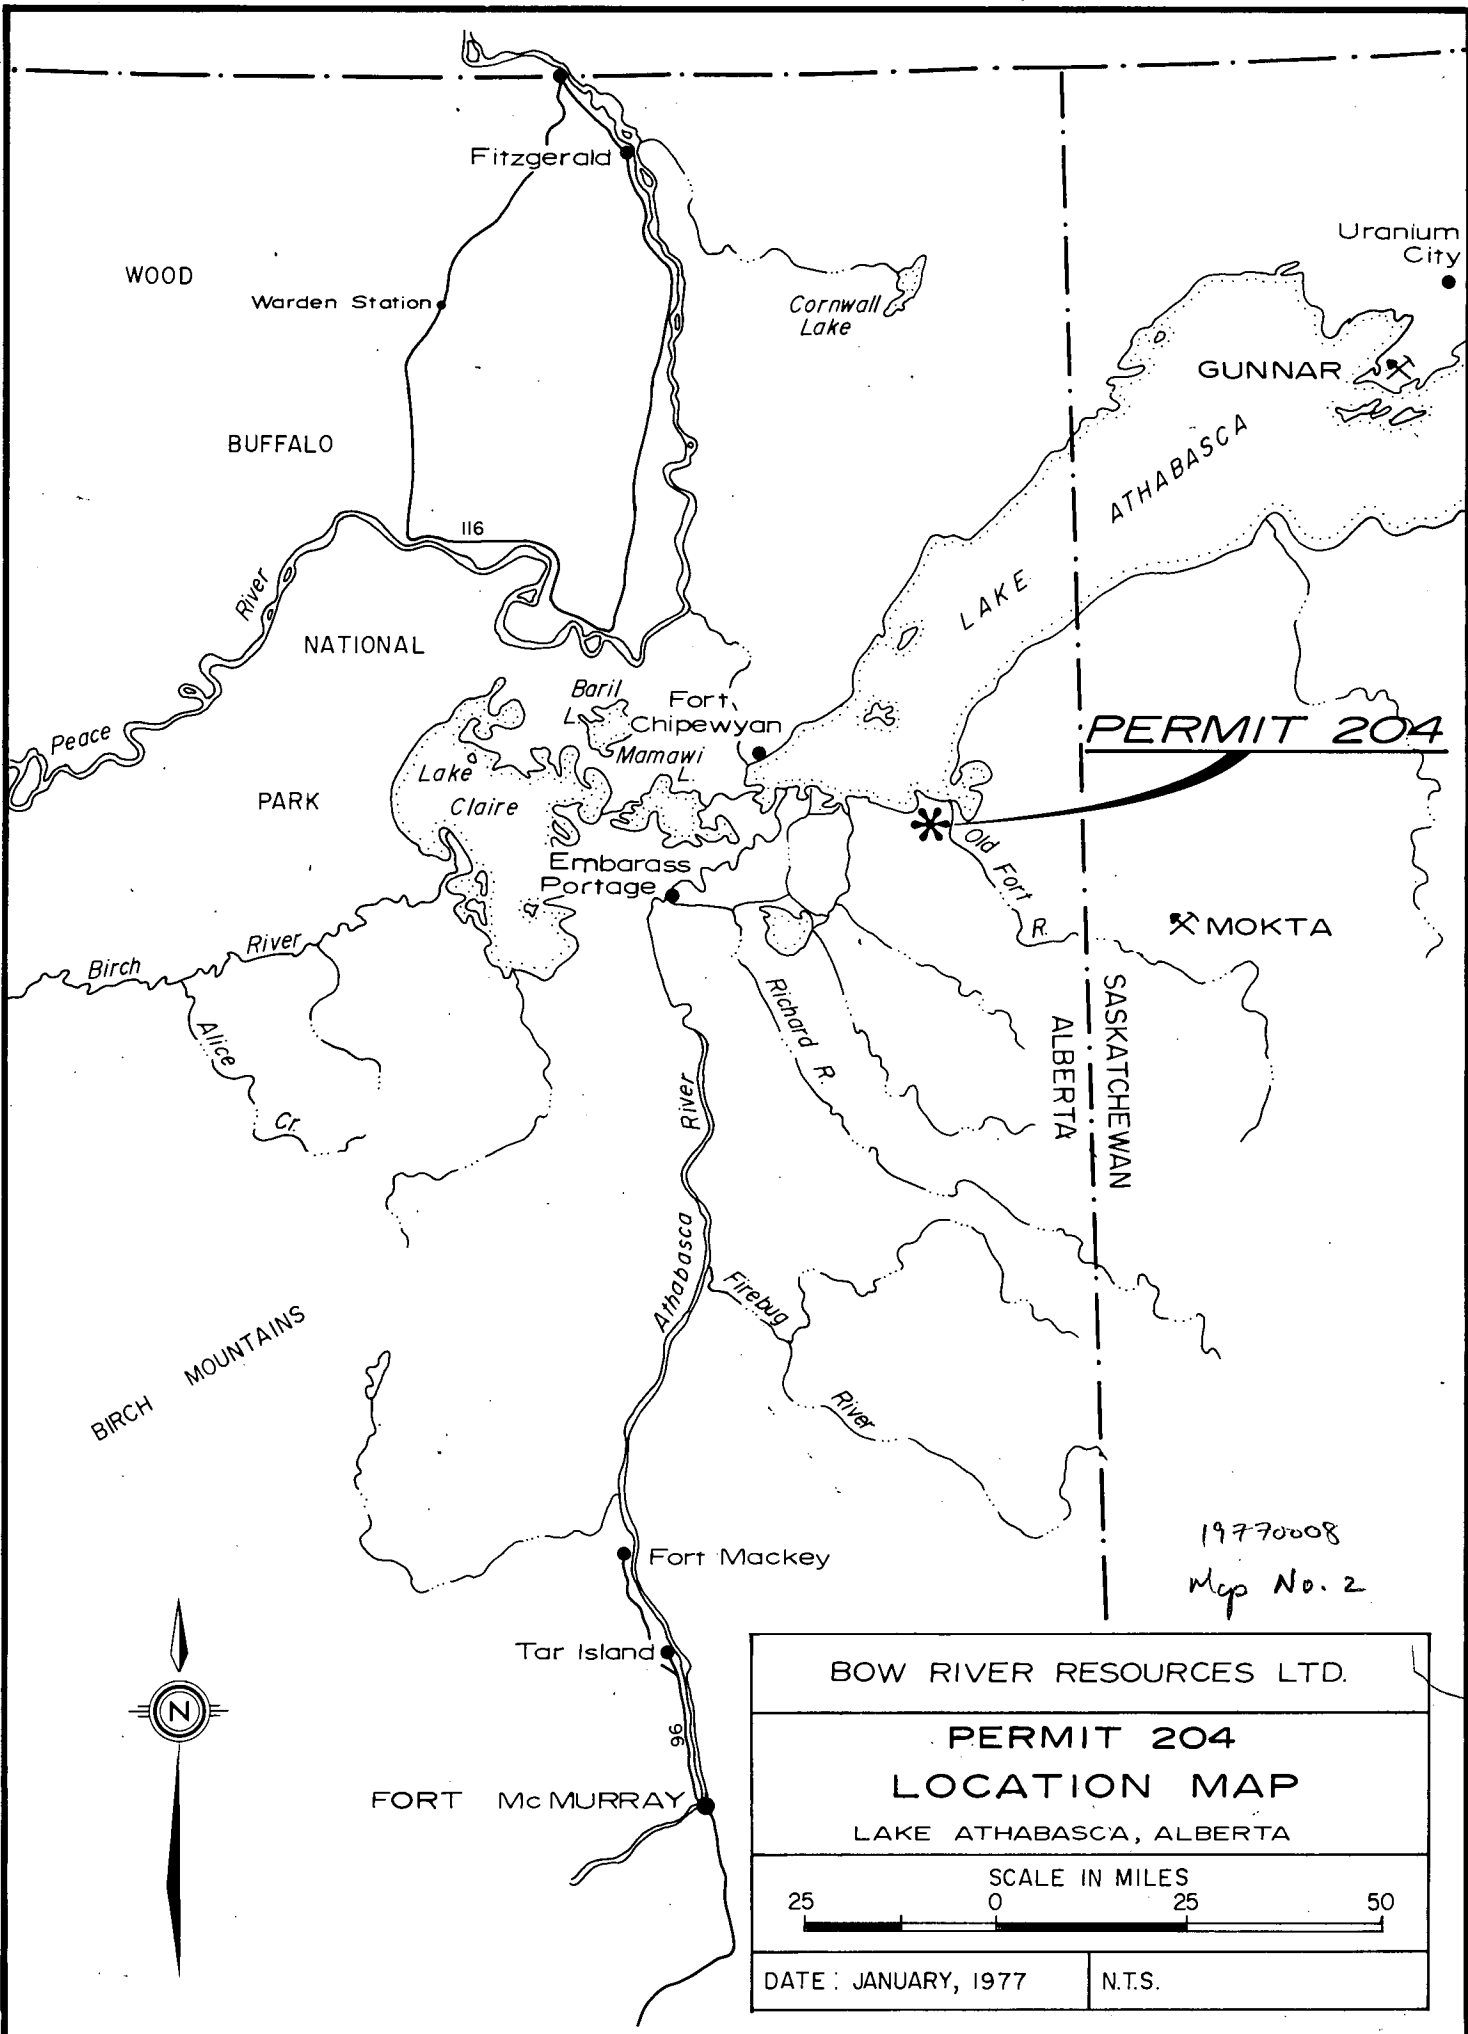 Fitzgerald
Uranium
City
WOOD
Warden Station
Cornwall
Lake
GUNNAR
BUFFALO
ATHABASCA
116
River
LAKE
NATIONAL
Baril
L.
Fort
Chipewyan
Peace
Mamawi
L.
PERMIT 204
Lake
Claire
PARK
Old Fort
R.
Embarass
Portage
MOKTA
River
Birch
Richard R.
SASKATCHEWAN
ALBERTA
Alice
Cr.
River
Athabasca
Firebug
BIRCH MOUNTAINS
River
19770008
Map No. 2
Fort Mackey
Tar Island
96
N
FORT McMURRAY
BOW RIVER RESOURCES LTD.
PERMIT 204
LOCATION MAP
LAKE ATHABASCA, ALBERTA
SCALE IN MILES
25 0 25 50
DATE : JANUARY, 1977
N.T.S.